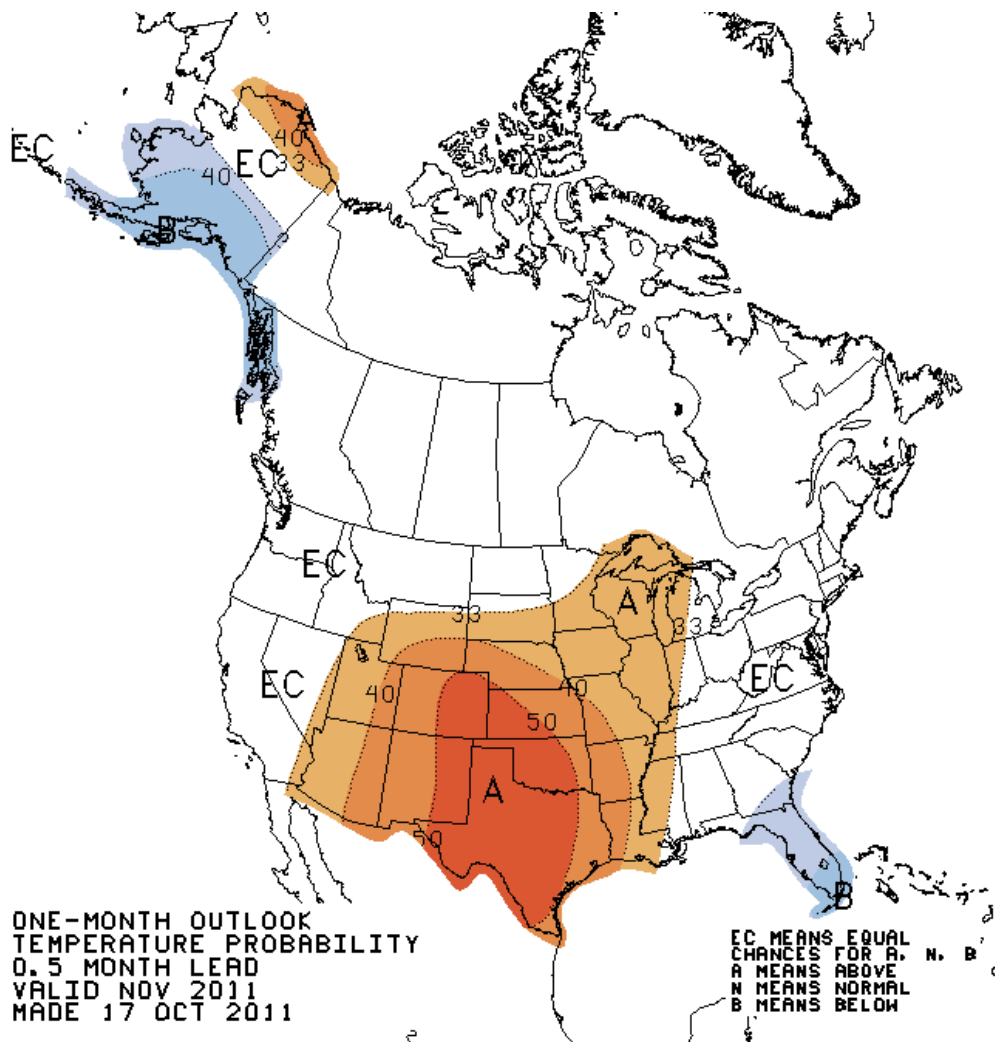 A
EC
40
EC
33
40
B
EC
33
A
33
EC
40
40
EC
50
A
50
B
ONE-MONTH OUTLOOK
TEMPERATURE PROBABILITY
0.5 MONTH LEAD
VALID NOV 2011
MADE 17 OCT 2011
EC MEANS EQUAL
CHANCES FOR A, N, B
A MEANS ABOVE
N MEANS NORMAL
B MEANS BELOW